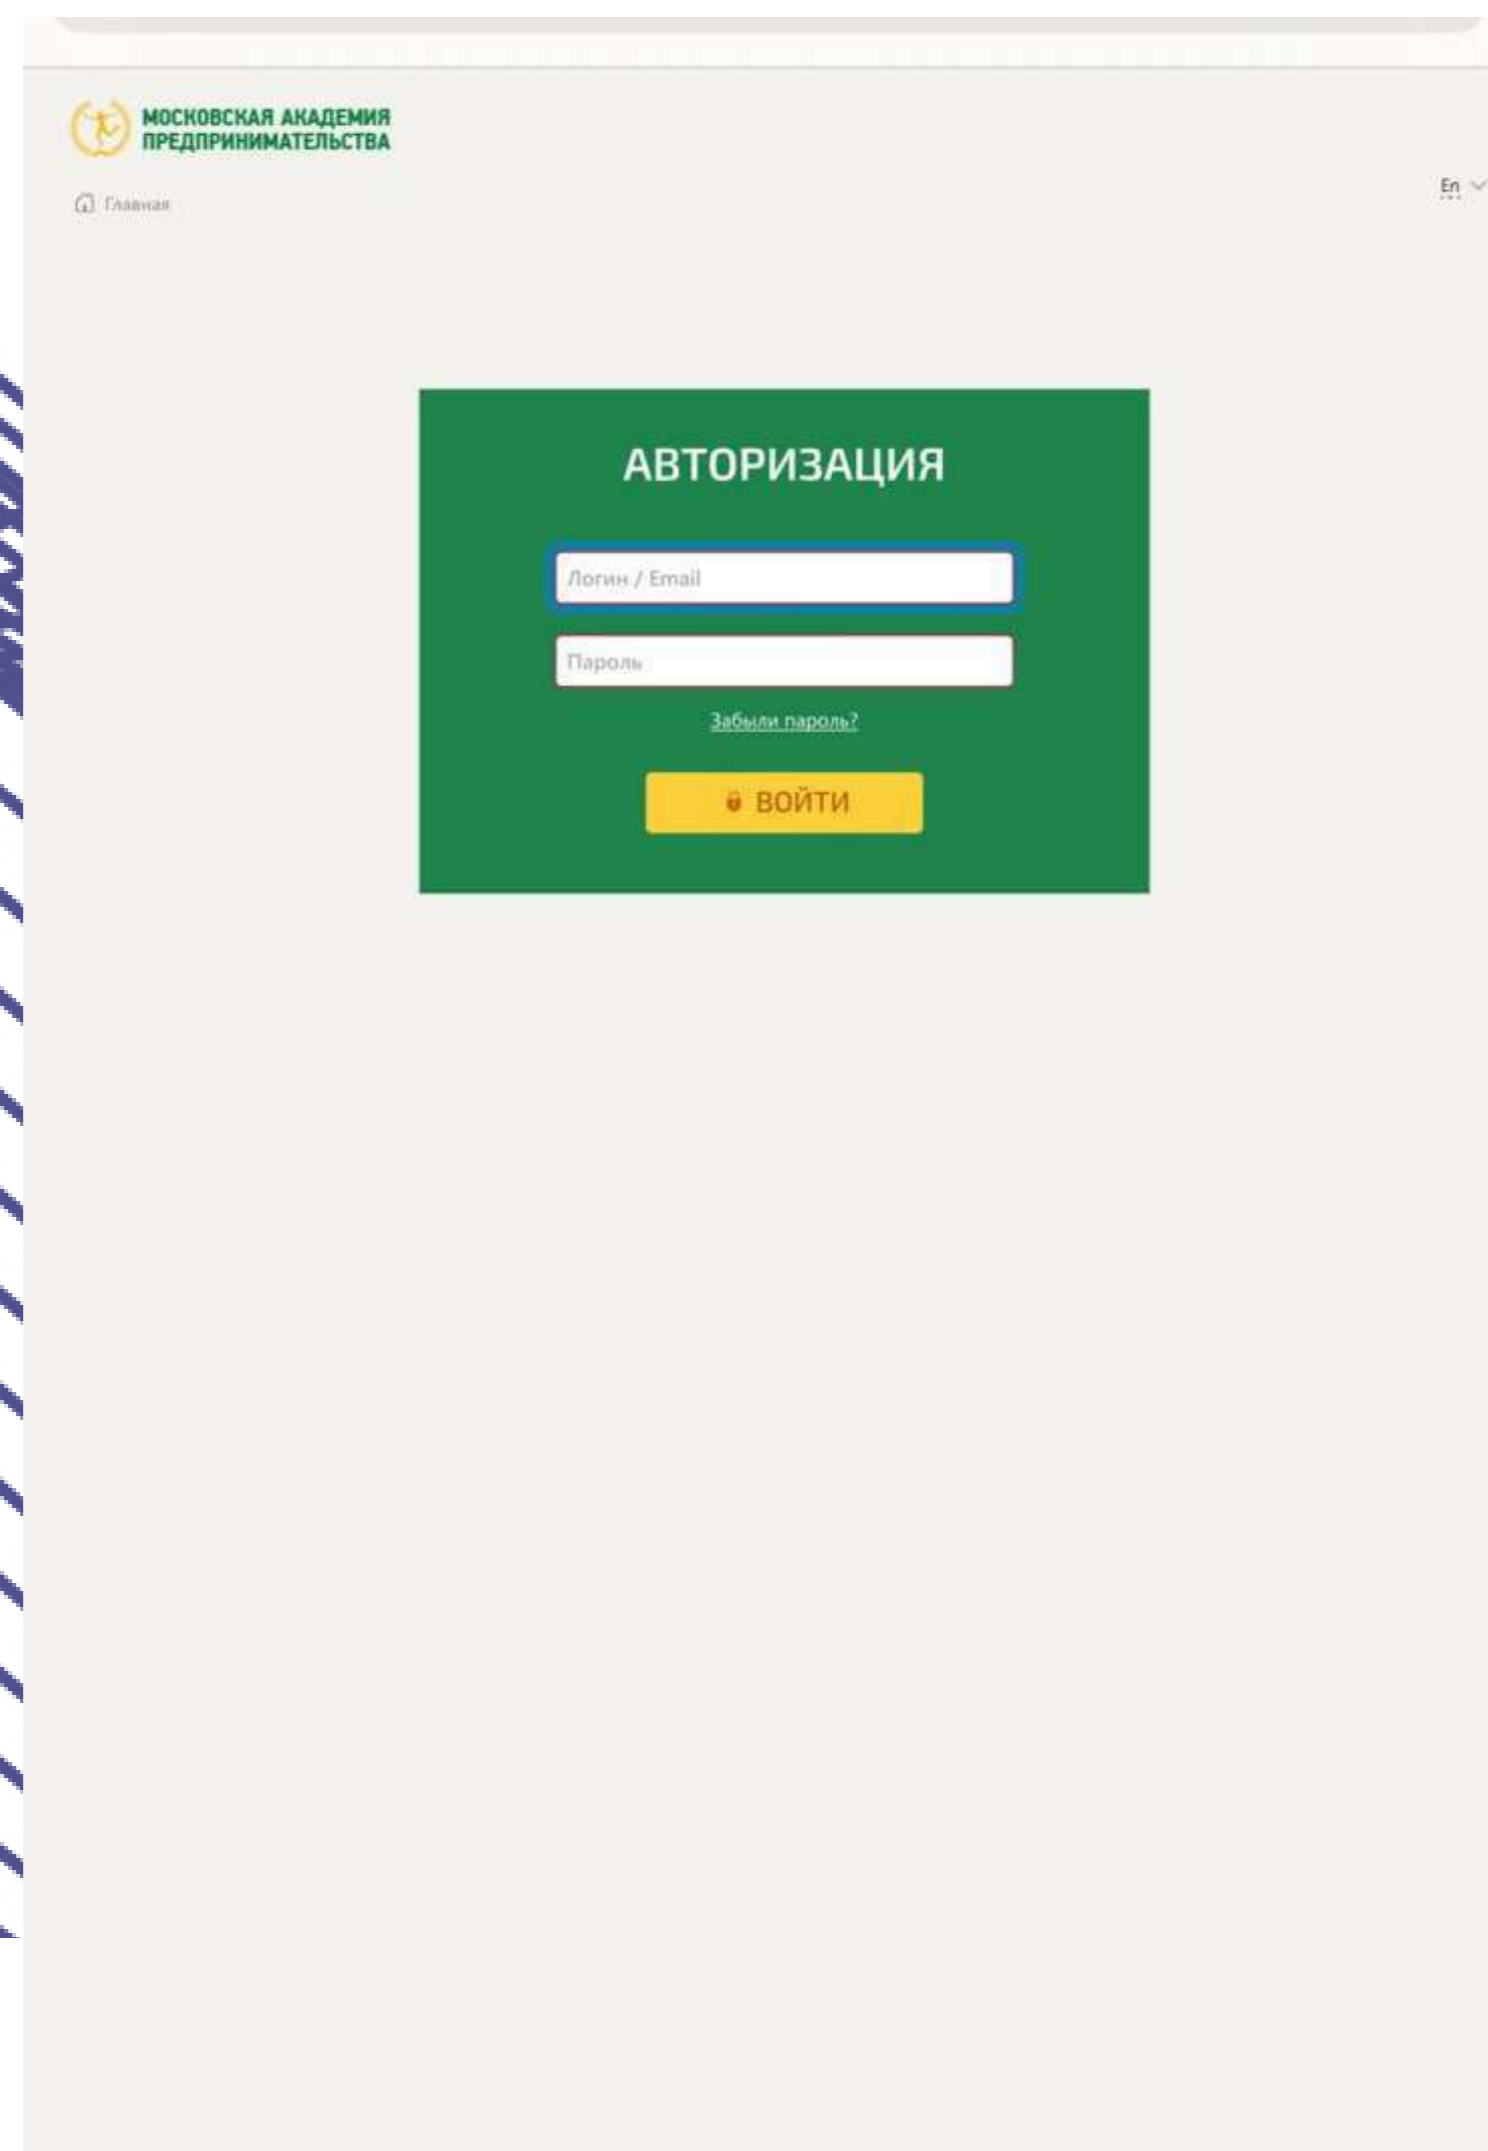 МОСКОВСКАЯ АКАДЕМИЯ
ПРЕДПРИНИМАТЕЛЬСТВА
En
Главная
АВТОРИЗАЦИЯ
Логин / Email
Пароль
Забыли пароль?
ВОЙТИ